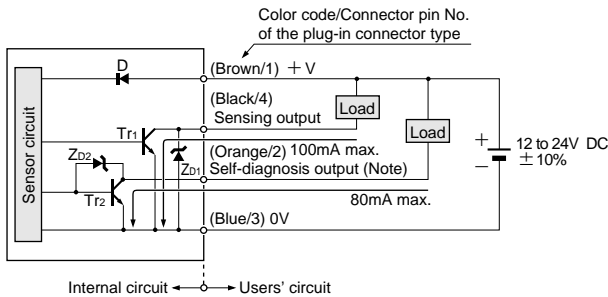 Color code/Connector pin No.
of the plug-in connector type
D
(Brown/1) +V
(Black/4)
Sensing output
Load
Load
Sensor circuit
Tr1
ZD2
ZD1
(Orange/2) 100mA max.
Self-diagnosis output (Note)
Tr2
80mA max.
(Blue/3) 0V
+
−
12 to 24V DC
±10%
Internal circuit
Users' circuit